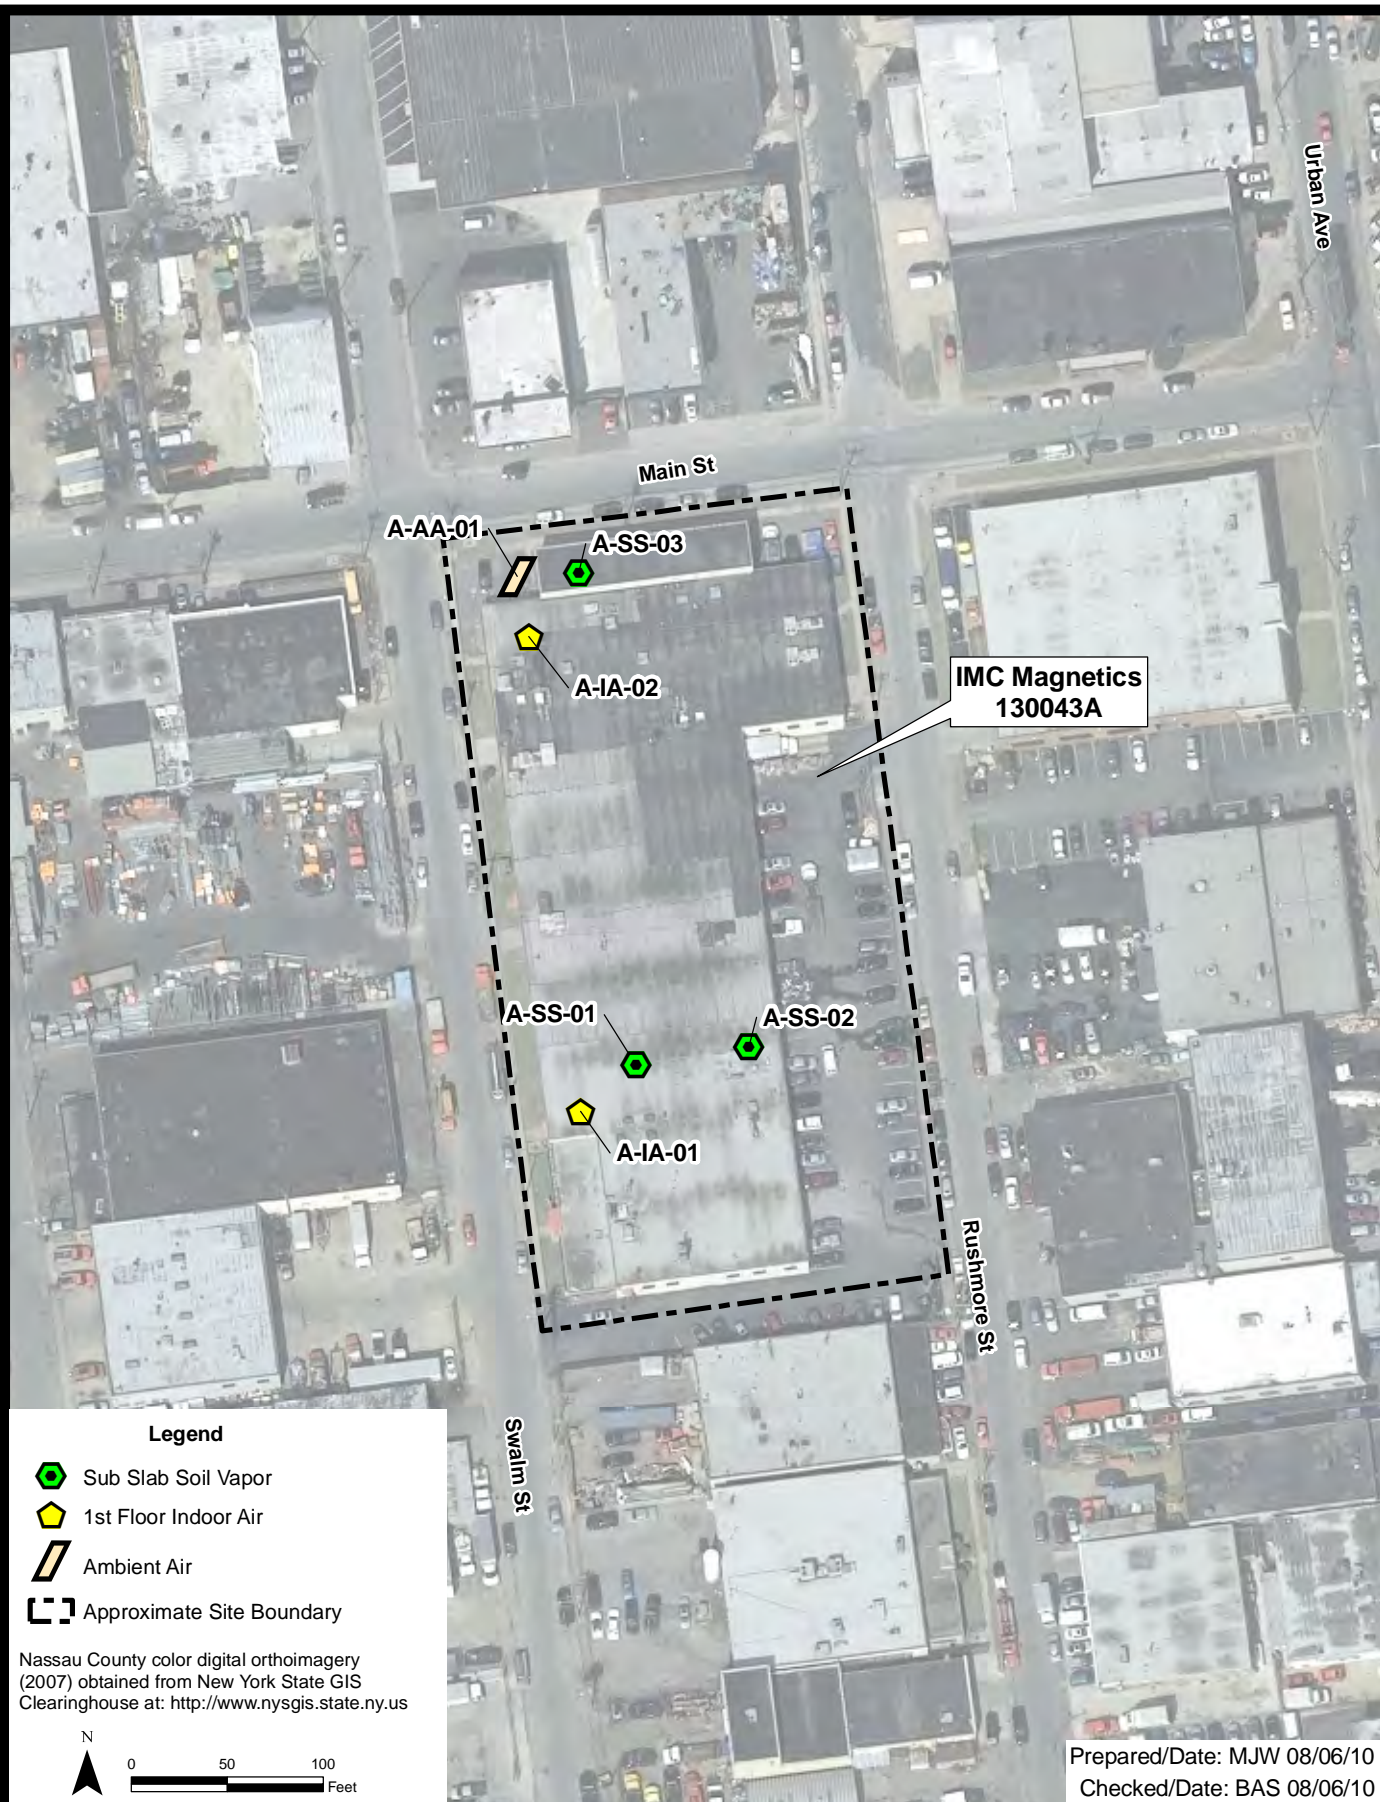 Urban Ave
Main St
A-AA-01
A-SS-03
A-IA-02
IMC Magnetics
130043A
A-SS-01
A-SS-02
A-IA-01
Rushmore St
Swalm St
Legend
Sub Slab Soil Vapor
1st Floor Indoor Air
Ambient Air
Approximate Site Boundary
Nassau County color digital orthoimagery
(2007) obtained from New York State GIS
Clearinghouse at: http://www.nysgis.state.ny.us
N
0 50 100
Feet
Prepared/Date: MJW 08/06/10
Checked/Date: BAS 08/06/10